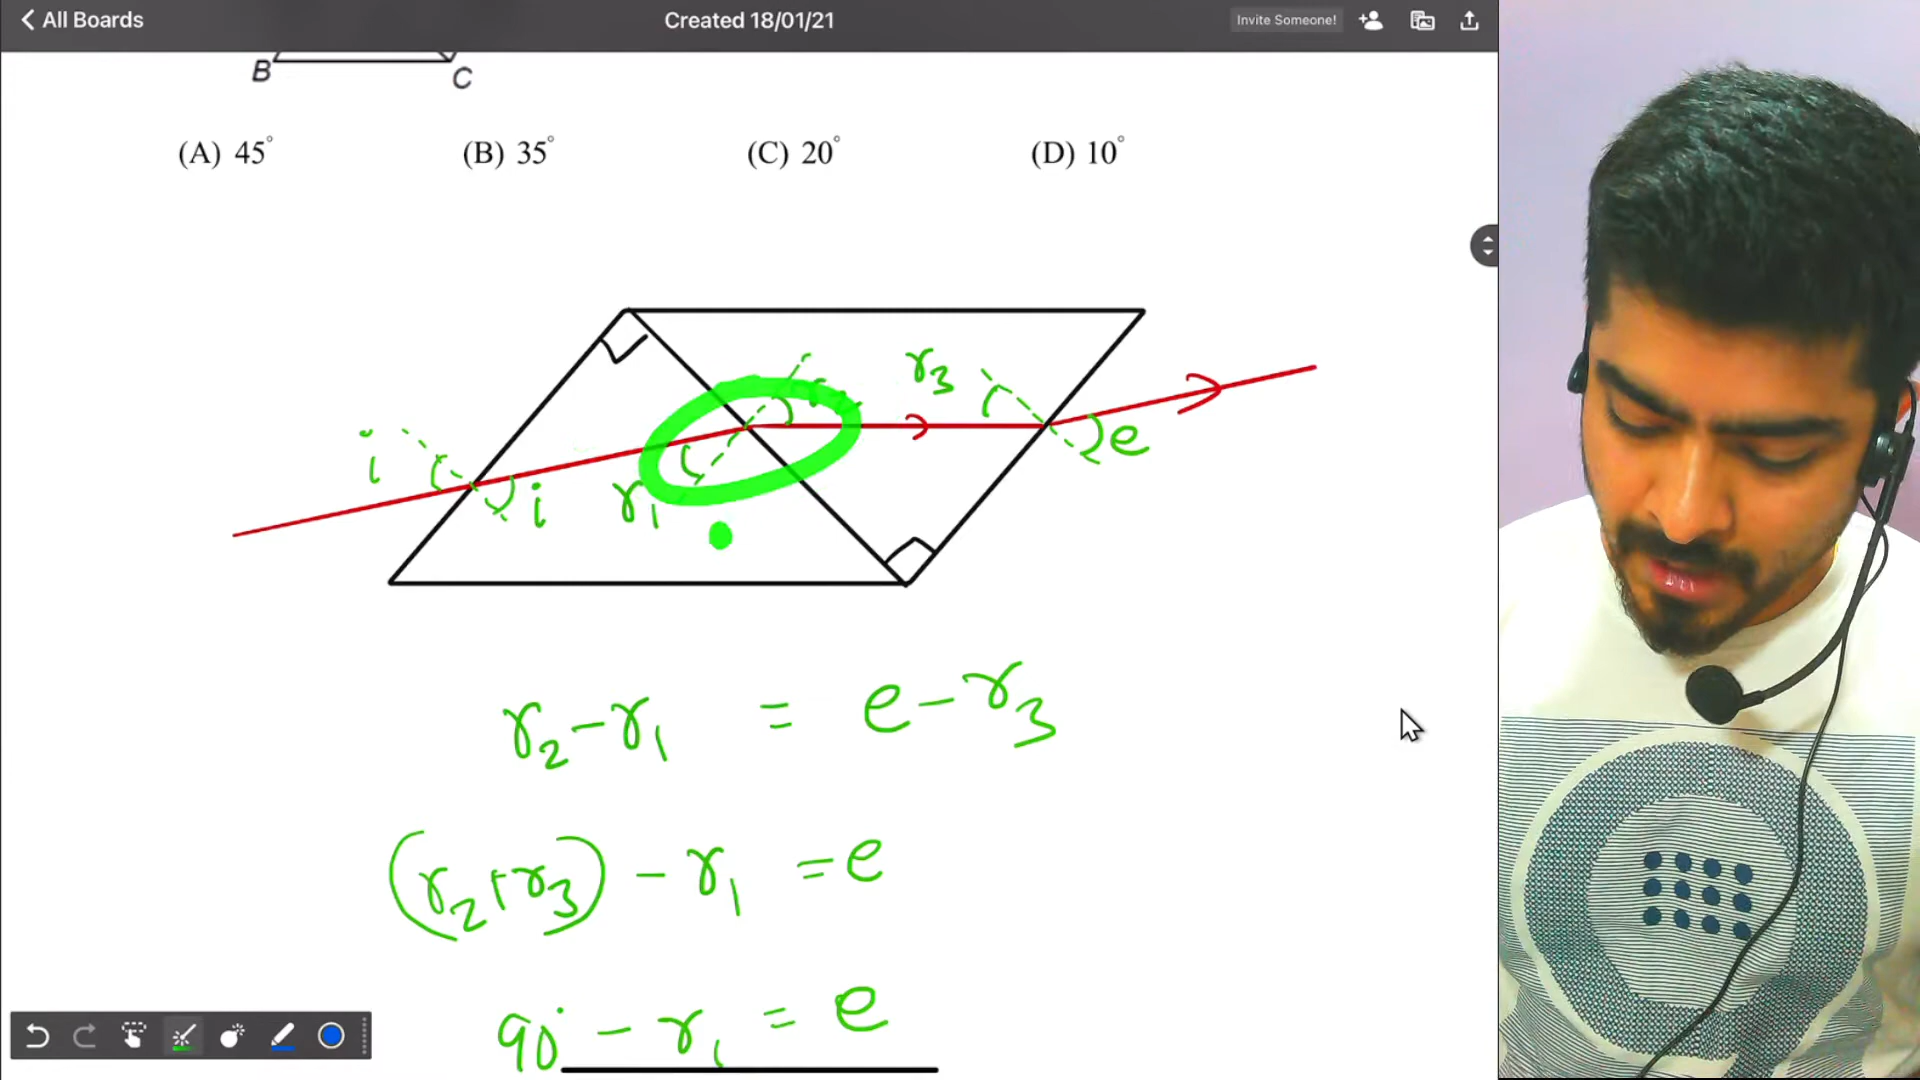 All Boards
Created 18/01/21
Invite Someone!
B
C
(A) 45°
(B) 35°
(C) 20°
(D) 10°
i
i
r₁
r₃
e
r₂ - r₁ = e - r₃
(r₂ + r₃) - r₁ = e
90° - r₁ = e